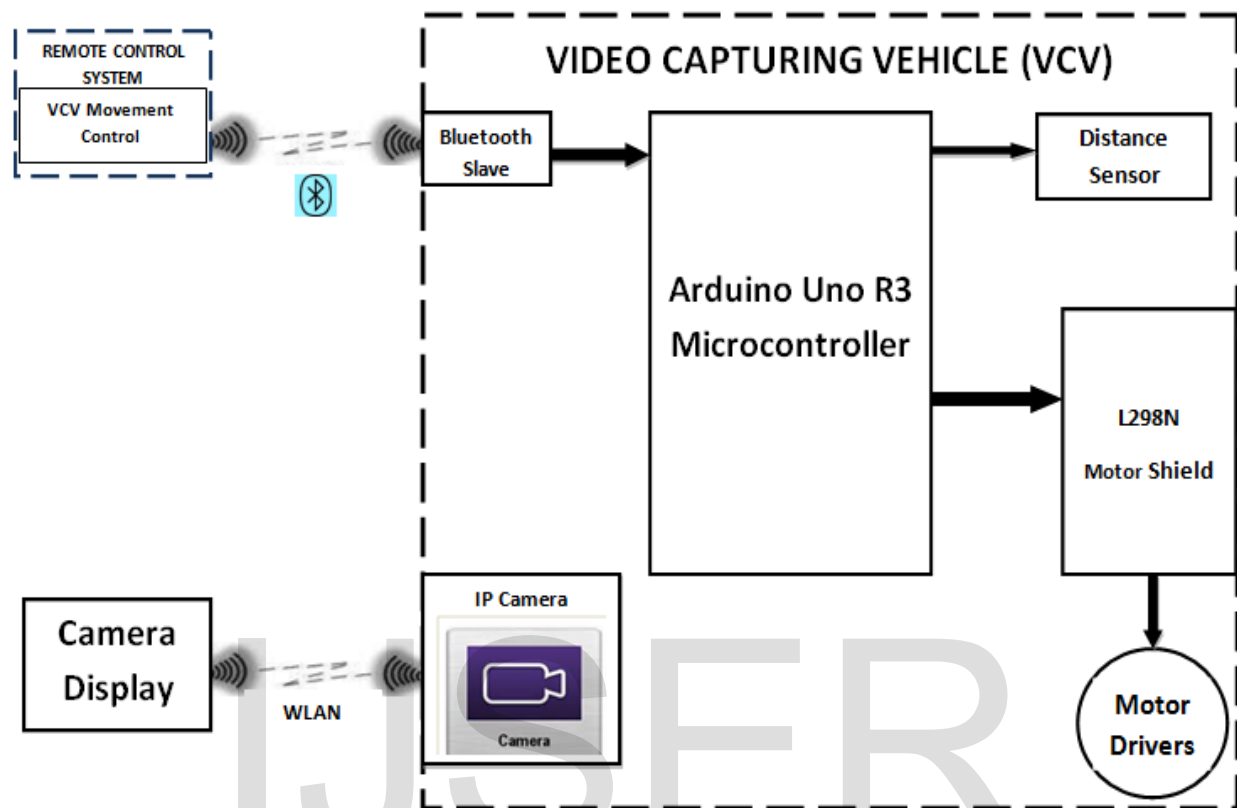 REMOTE CONTROL
SYSTEM
VCV Movement
Control
VIDEO CAPTURING VEHICLE (VCV)
Bluetooth
Slave
Distance
Sensor
Arduino Uno R3
Microcontroller
L298N
Motor Shield
IP Camera
Camera
Camera
Display
WLAN
Motor
Drivers
IJSER